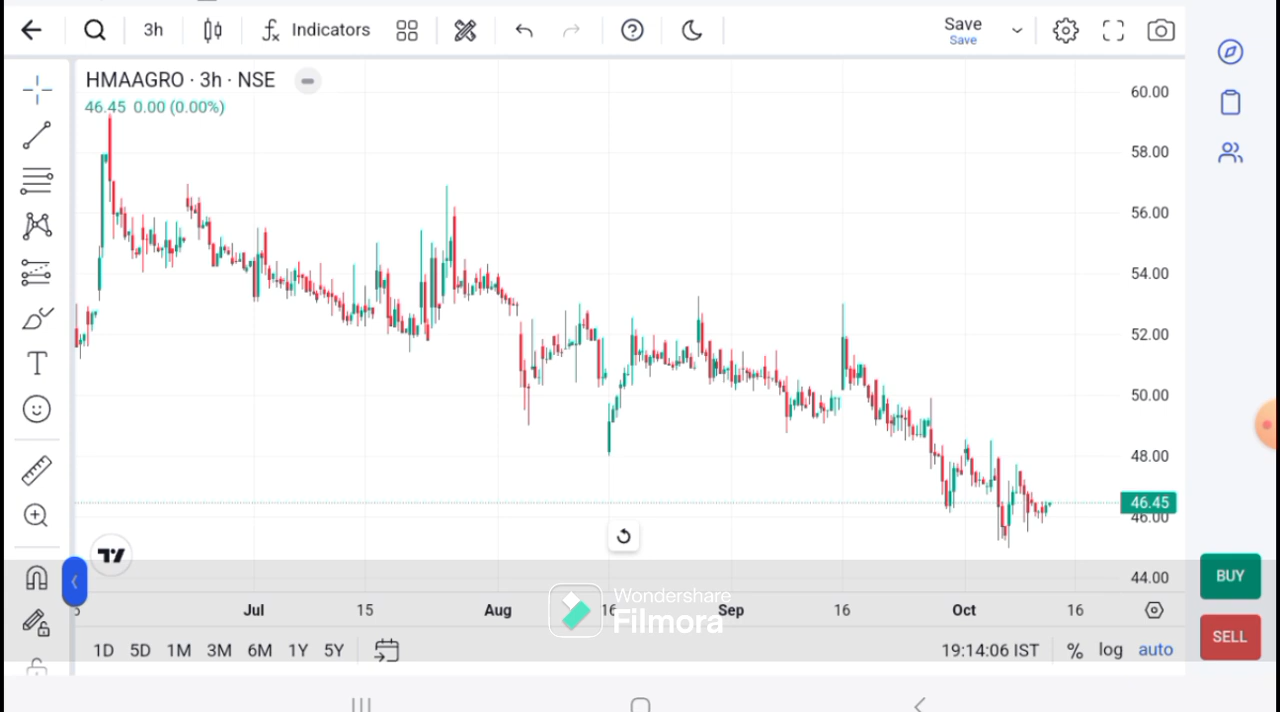 3h
Indicators
Save
Save
HMAAGRO · 3h · NSE
46.45 0.00 (0.00%)
60.00
58.00
56.00
54.00
52.00
50.00
48.00
46.45
46.00
44.00
BUY
Jul 15 Aug 16 Sep 16 Oct 16
Wondershare
Filmora
SELL
1D 5D 1M 3M 6M 1Y 5Y
19:14:06 IST % log auto